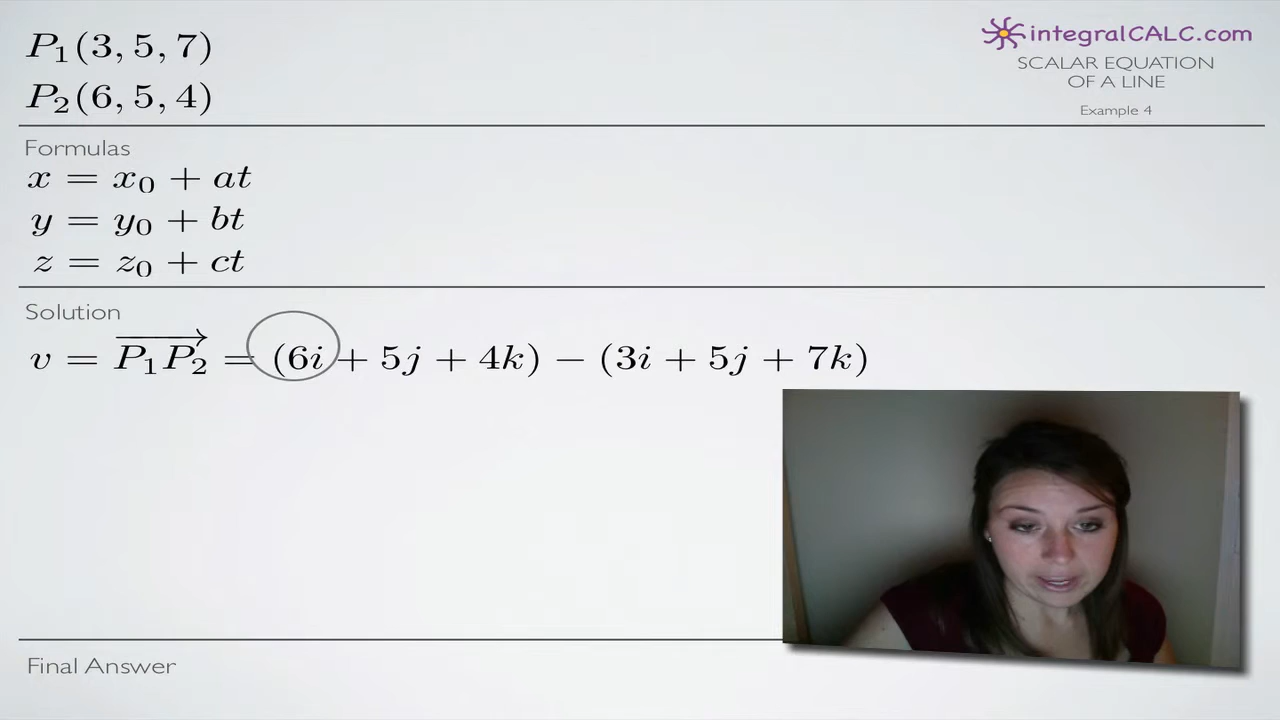 P₁(3, 5, 7)
P₂(6, 5, 4)
integralCALC.com
SCALAR EQUATION
OF A LINE
Example 4
Formulas
x = x₀ + at
y = y₀ + bt
z = z₀ + ct
Solution
v = \overrightarrow{P₁P₂} = (6i + 5j + 4k) − (3i + 5j + 7k)
Final Answer